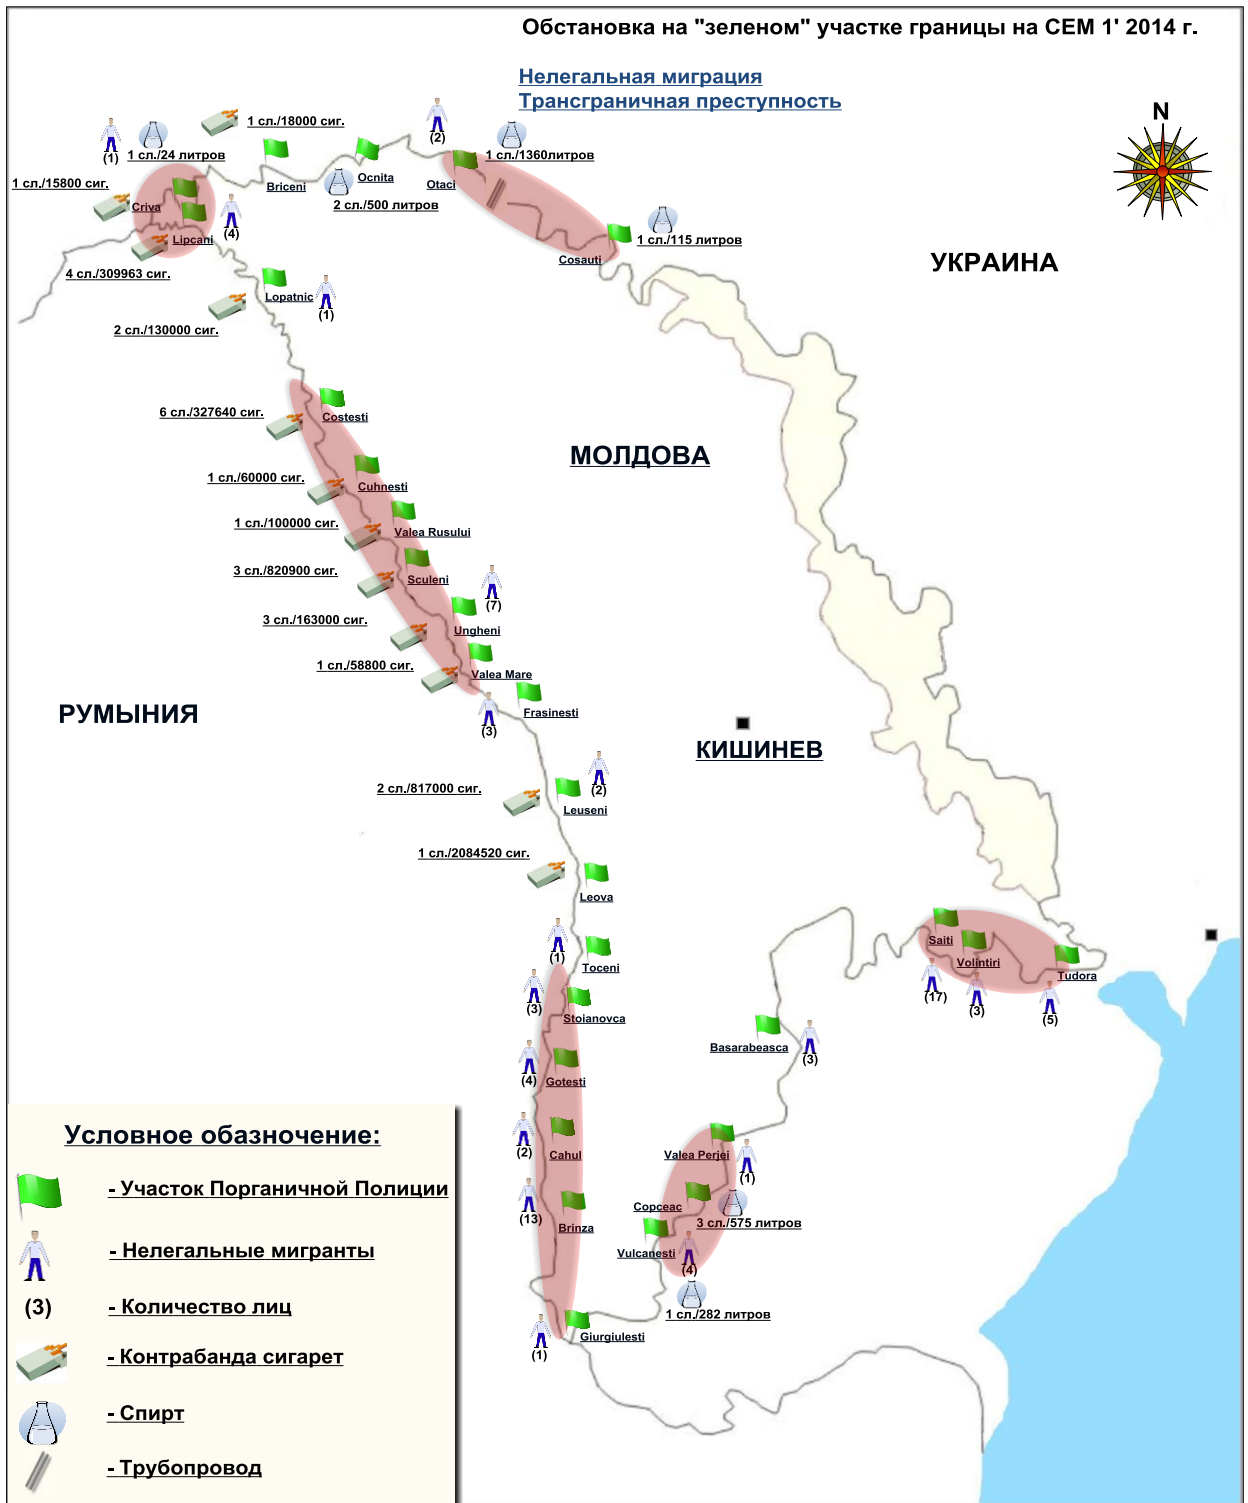 Обстановка на "зеленом" участке границы на СЕМ 1' 2014 г.
Нелегальная миграция
Трансграничная преступность
N
1 сл./18000 сиг.
(2)
(1)
1 сл./24 литров
1 сл./1360литров
Briceni
Ocnita
Otaci
1 сл./15800 сиг.
Criva
2 сл./500 литров
(4)
Lipcani
1 сл./115 литров
Cosauti
УКРАИНА
4 сл./309963 сиг.
Lopatnic
(1)
2 сл./130000 сиг.
6 сл./327640 сиг.
Costesti
МОЛДОВА
1 сл./60000 сиг.
Cuhnesti
1 сл./100000 сиг.
Valea Rusului
3 сл./820900 сиг.
Sculeni
(7)
3 сл./163000 сиг.
Ungheni
1 сл./58800 сиг.
Valea Mare
РУМЫНИЯ
Frasinesti
(3)
КИШИНЕВ
2 сл./817000 сиг.
(2)
Leuseni
1 сл./2084520 сиг.
Leova
(1)
Toceni
Saiti
Volintiri
Tudora
(17)
(3)
(5)
(3)
Stoianovca
Basarabeasca
(3)
(4)
Gotesti
(2)
Cahul
Valea Perjei
(1)
(13)
Brinza
Copceac
3 сл./575 литров
Vulcanesti
(4)
1 сл./282 литров
Giurgiulesti
(1)
Условное обазночение:
- Участок Порганичной Полиции
- Нелегальные мигранты
(3)
- Количество лиц
- Контрабанда сигарет
- Спирт
- Трубопровод